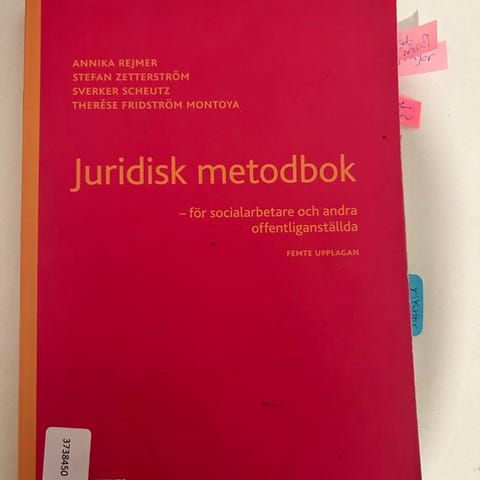 ANNIKA REJMER
STEFAN ZETTERSTRÖM
SVERKER SCHEUTZ
THERÉSE FRIDSTRÖM MONTOYA
Juridisk metodbok
– för socialarbetare och andra
offentliganställda
FEMTE UPPLAGAN
3738450